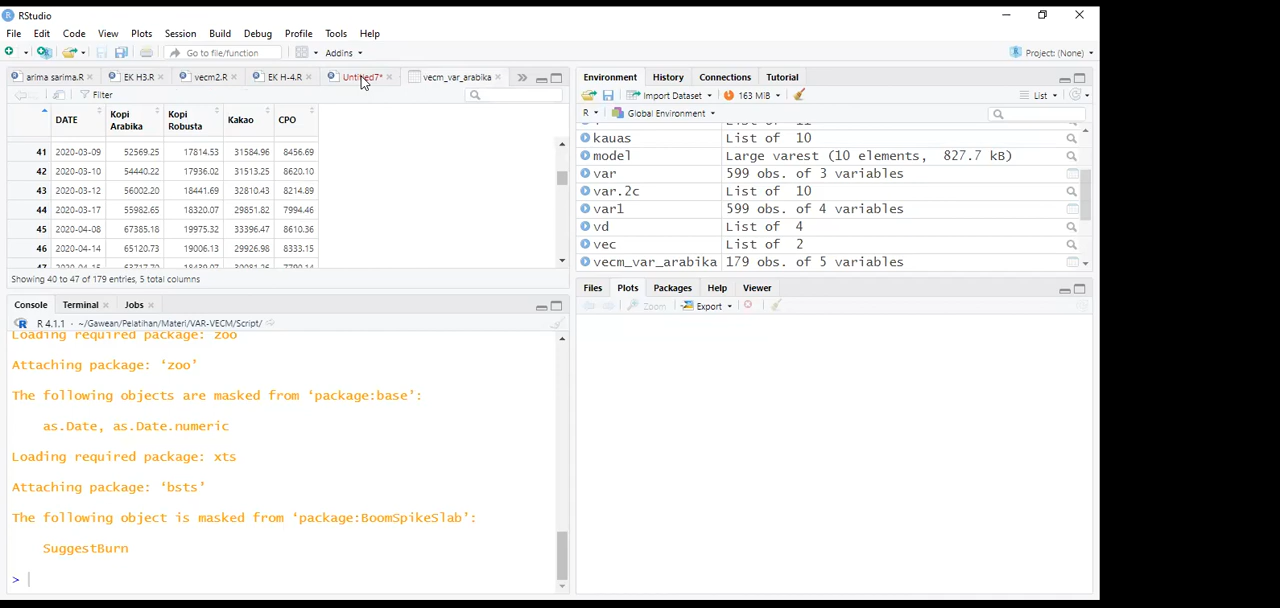 RStudio
File Edit Code View Plots Session Build Debug Profile Tools Help
Go to file/function Addins Project: (None)
arima sarima.R EK H3.R vecm2.R EK H-4.R Untitled7* vecm_var_arabika
Filter
DATE Kopi Arabika Kopi Robusta Kakao CPO
41 2020-03-09 52569.25 17814.53 31584.96 8456.69
42 2020-03-10 54440.22 17936.02 31513.25 8620.10
43 2020-03-12 56002.20 18441.69 32810.43 8214.89
44 2020-03-17 55982.65 18320.07 29851.82 7994.46
45 2020-04-08 67385.18 19975.32 33396.47 8610.36
46 2020-04-14 65120.73 19006.13 29926.98 8333.15
Showing 40 to 47 of 179 entries, 5 total columns
Console Terminal Jobs
R 4.1.1 · ~/Gawean/Pelatihan/Materi/VAR-VECM/Script/
Loading required package: zoo
Attaching package: ‘zoo’
The following objects are masked from ‘package:base’:
as.Date, as.Date.numeric
Loading required package: xts
Attaching package: ‘bsts’
The following object is masked from ‘package:BoomSpikeSlab’:
SuggestBurn
>
Environment History Connections Tutorial
Import Dataset 163 MiB List
R Global Environment
kauas List of 10
model Large varest (10 elements, 827.7 kB)
var 599 obs. of 3 variables
var.2c List of 10
var1 599 obs. of 4 variables
vd List of 4
vec List of 2
vecm_var_arabika 179 obs. of 5 variables
Files Plots Packages Help Viewer
Zoom Export